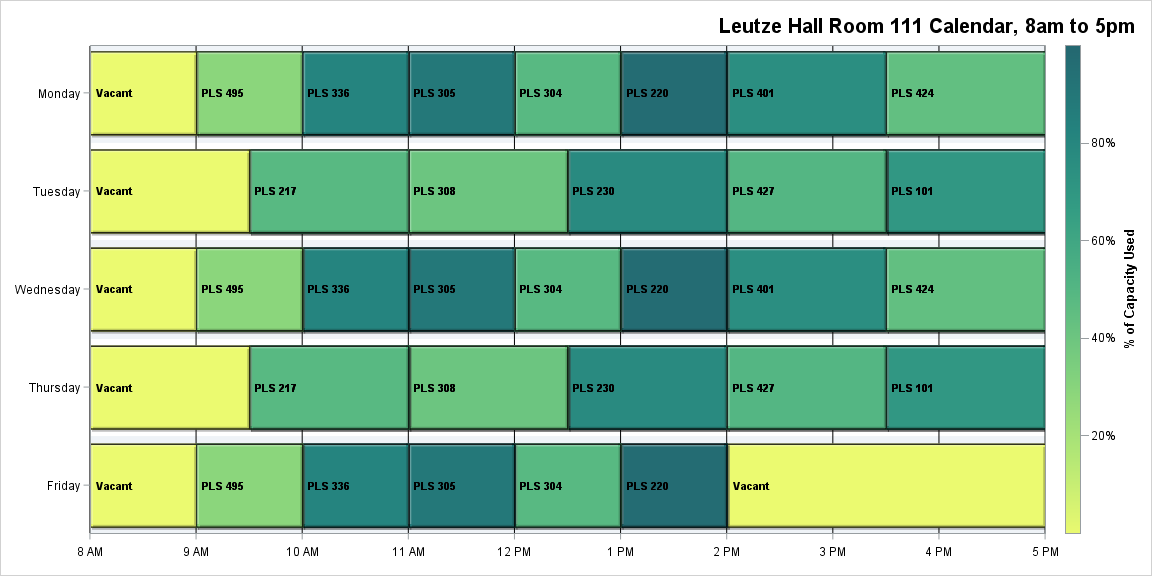 Leutze Hall Room 111 Calendar, 8am to 5pm
Monday
Vacant
PLS 495
PLS 336
PLS 305
PLS 304
PLS 220
PLS 401
PLS 424
Tuesday
Vacant
PLS 217
PLS 308
PLS 230
PLS 427
PLS 101
Wednesday
Vacant
PLS 495
PLS 336
PLS 305
PLS 304
PLS 220
PLS 401
PLS 424
Thursday
Vacant
PLS 217
PLS 308
PLS 230
PLS 427
PLS 101
Friday
Vacant
PLS 495
PLS 336
PLS 305
PLS 304
PLS 220
Vacant
8 AM
9 AM
10 AM
11 AM
12 PM
1 PM
2 PM
3 PM
4 PM
5 PM
80%
60%
40%
20%
% of Capacity Used